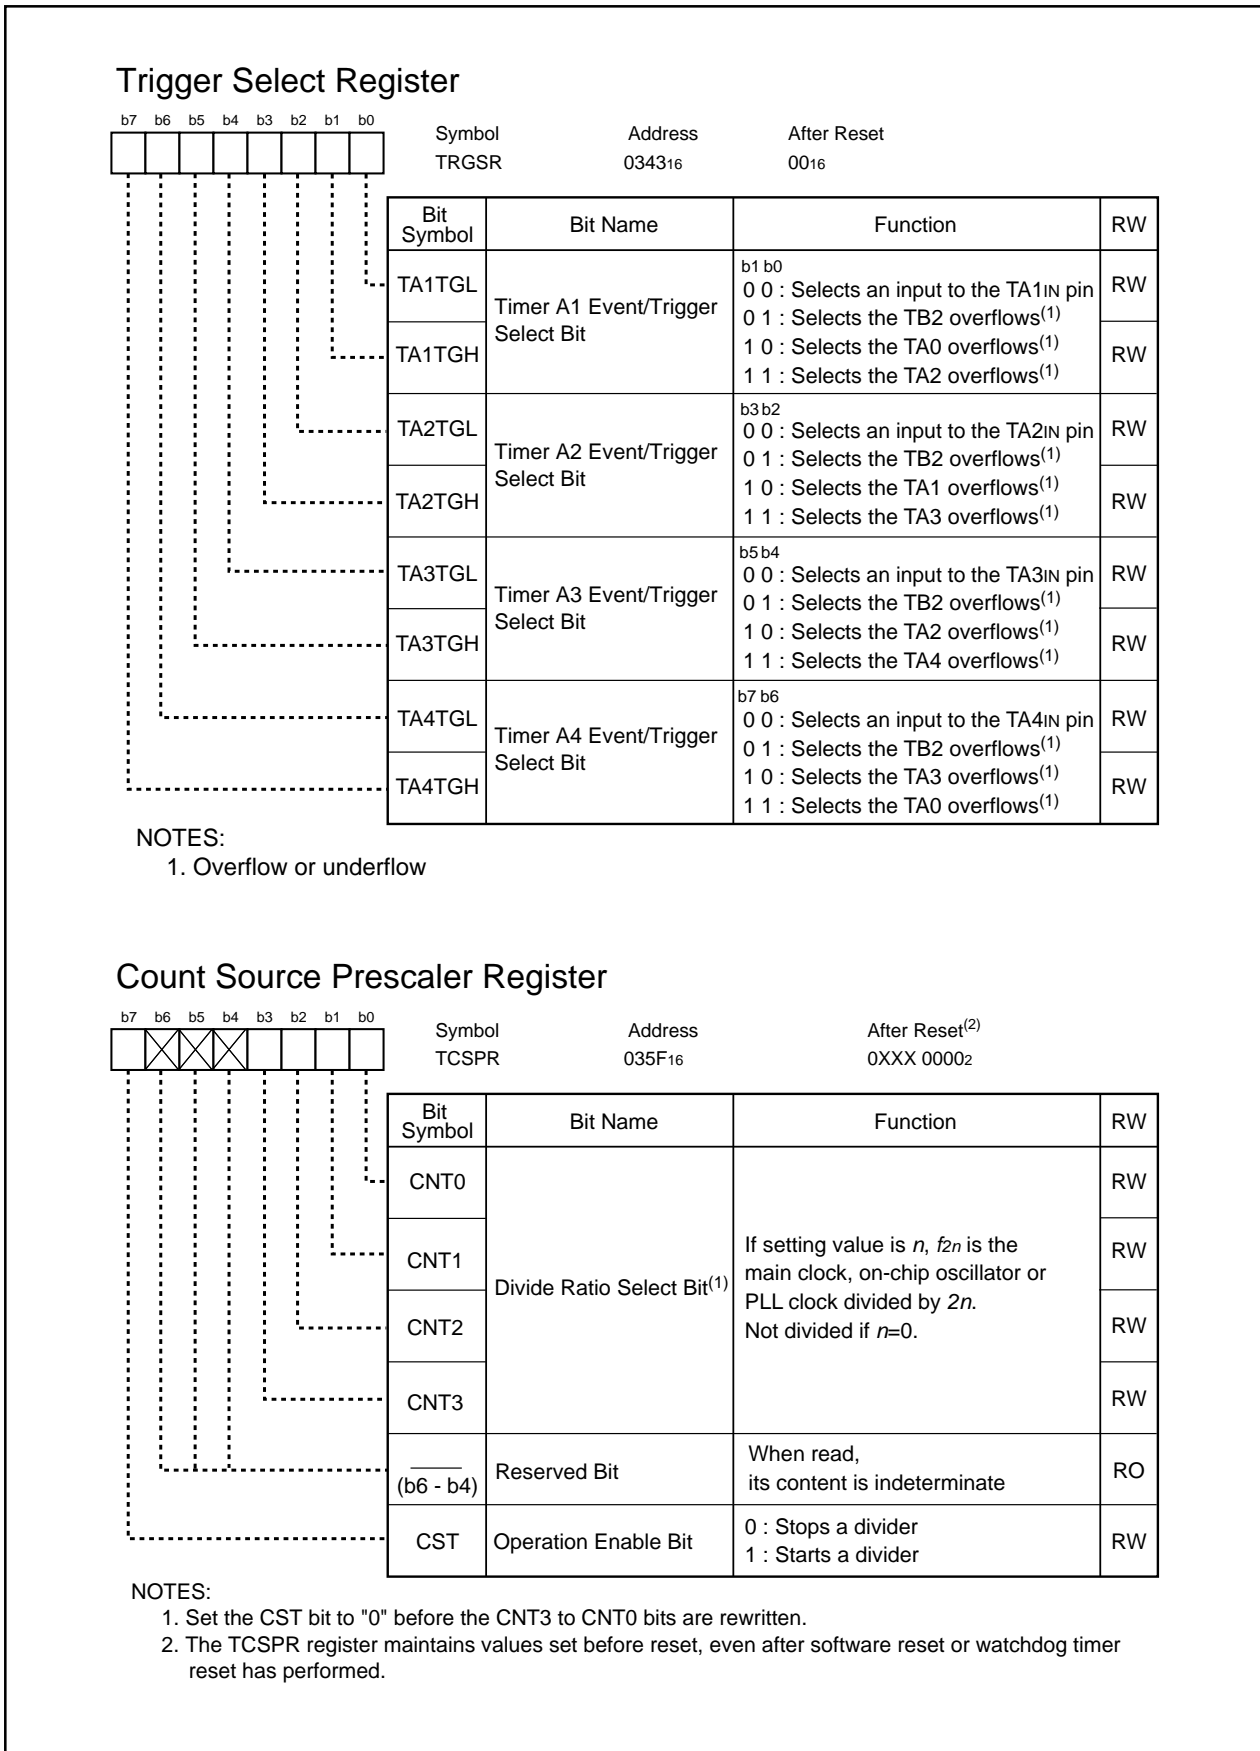 Trigger Select Register
b7 b6 b5 b4 b3 b2 b1 b0
Symbol Address After Reset
TRGSR 034316 0016
Bit Symbol Bit Name Function RW
TA1TGL RW
TA1TGH RW
Timer A1 Event/Trigger
Select Bit
b1 b0
0 0 : Selects an input to the TA1IN pin
0 1 : Selects the TB2 overflows(1)
1 0 : Selects the TA0 overflows(1)
1 1 : Selects the TA2 overflows(1)
TA2TGL RW
TA2TGH RW
Timer A2 Event/Trigger
Select Bit
b3 b2
0 0 : Selects an input to the TA2IN pin
0 1 : Selects the TB2 overflows(1)
1 0 : Selects the TA1 overflows(1)
1 1 : Selects the TA3 overflows(1)
TA3TGL RW
TA3TGH RW
Timer A3 Event/Trigger
Select Bit
b5 b4
0 0 : Selects an input to the TA3IN pin
0 1 : Selects the TB2 overflows(1)
1 0 : Selects the TA2 overflows(1)
1 1 : Selects the TA4 overflows(1)
TA4TGL RW
TA4TGH RW
Timer A4 Event/Trigger
Select Bit
b7 b6
0 0 : Selects an input to the TA4IN pin
0 1 : Selects the TB2 overflows(1)
1 0 : Selects the TA3 overflows(1)
1 1 : Selects the TA0 overflows(1)
NOTES:
1. Overflow or underflow
Count Source Prescaler Register
b7 b6 b5 b4 b3 b2 b1 b0
Symbol Address After Reset(2)
TCSPR 035F16 0XXX 00002
Bit Symbol Bit Name Function RW
CNT0 RW
CNT1 RW
CNT2 RW
CNT3 RW
Divide Ratio Select Bit(1)
If setting value is n, f2n is the
main clock, on-chip oscillator or
PLL clock divided by 2n.
Not divided if n=0.
(b6 - b4) Reserved Bit
When read,
its content is indeterminate
RO
CST Operation Enable Bit
0 : Stops a divider
1 : Starts a divider
RW
NOTES:
1. Set the CST bit to "0" before the CNT3 to CNT0 bits are rewritten.
2. The TCSPR register maintains values set before reset, even after software reset or watchdog timer
reset has performed.